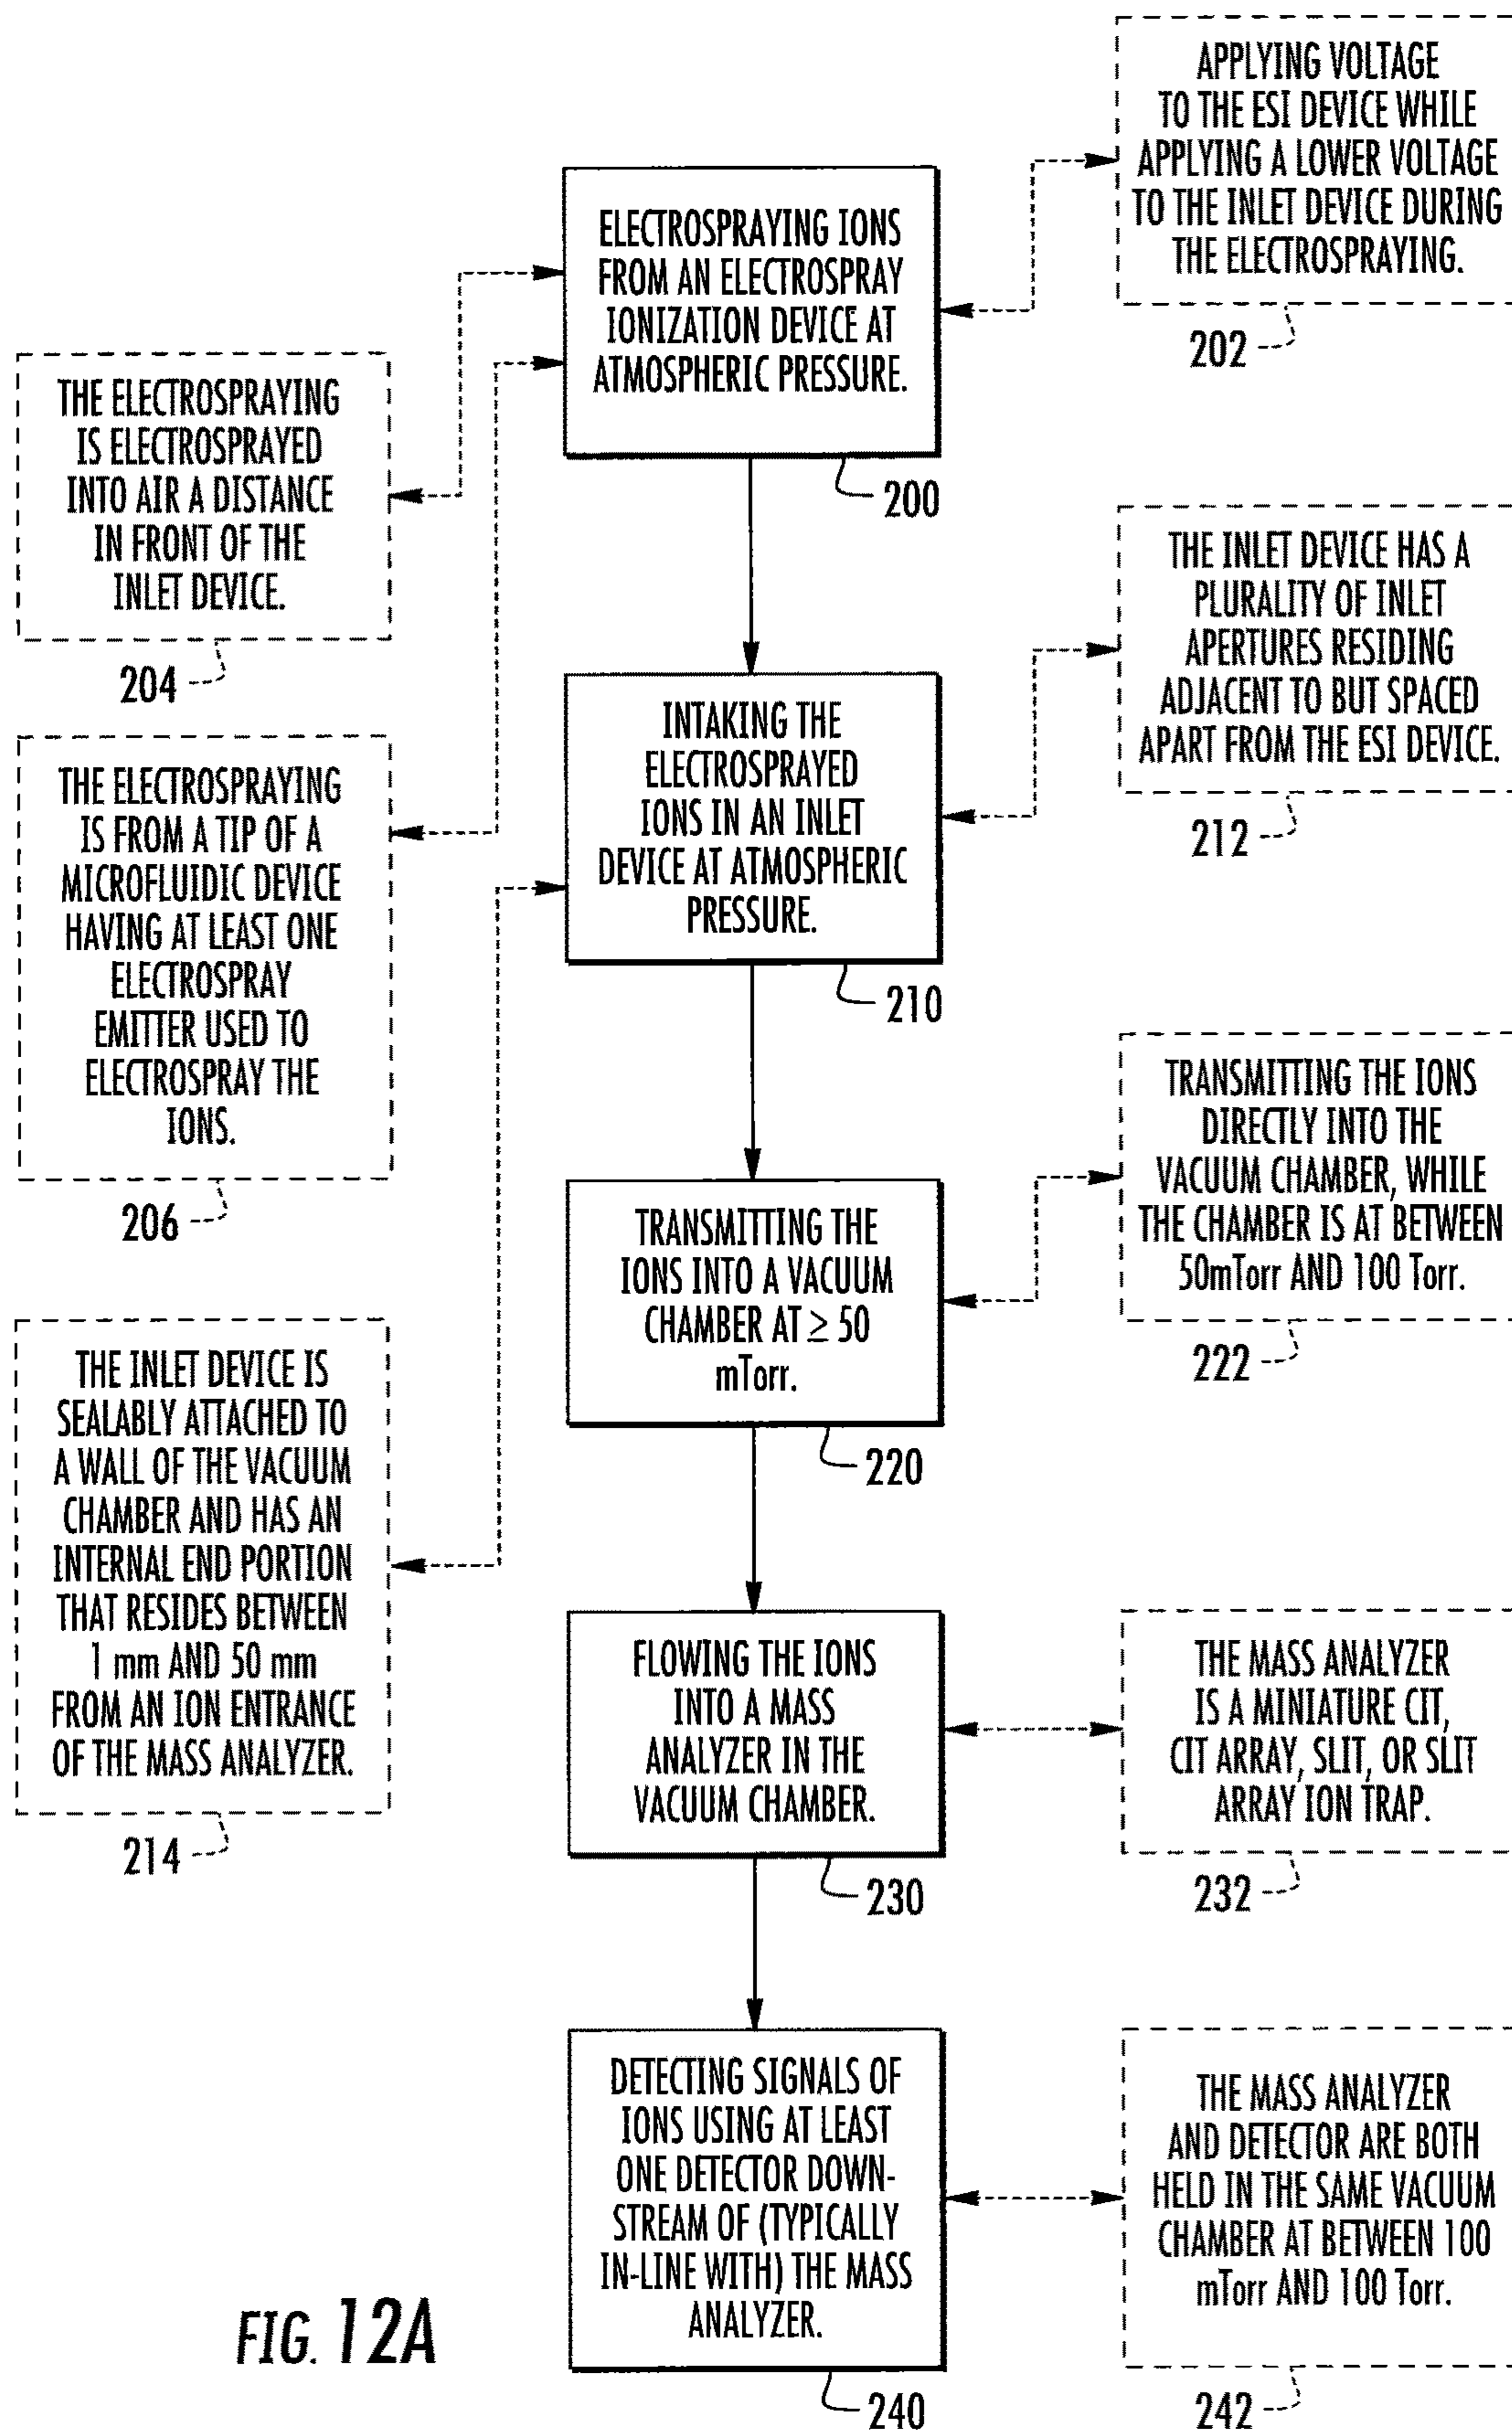 APPLYING VOLTAGE
TO THE ESI DEVICE WHILE
APPLYING A LOWER VOLTAGE
TO THE INLET DEVICE DURING
THE ELECTROSPRAYING.
202
ELECTROSPRAYING IONS
FROM AN ELECTROSPRAY
IONIZATION DEVICE AT
ATMOSPHERIC PRESSURE.
200
THE ELECTROSPRAYING
IS ELECTROSPRAYED
INTO AIR A DISTANCE
IN FRONT OF THE
INLET DEVICE.
204
THE INLET DEVICE HAS A
PLURALITY OF INLET
APERTURES RESIDING
ADJACENT TO BUT SPACED
APART FROM THE ESI DEVICE.
212
INTAKING THE
ELECTROSPRAYED
IONS IN AN INLET
DEVICE AT ATMOSPHERIC
PRESSURE.
210
THE ELECTROSPRAYING
IS FROM A TIP OF A
MICROFLUIDIC DEVICE
HAVING AT LEAST ONE
ELECTROSPRAY
EMITTER USED TO
ELECTROSPRAY THE
IONS.
206
TRANSMITTING THE IONS
DIRECTLY INTO THE
VACUUM CHAMBER, WHILE
THE CHAMBER IS AT BETWEEN
50mTorr AND 100 Torr.
222
TRANSMITTING THE
IONS INTO A VACUUM
CHAMBER AT ≥ 50
mTorr.
220
THE INLET DEVICE IS
SEALABLY ATTACHED TO
A WALL OF THE VACUUM
CHAMBER AND HAS AN
INTERNAL END PORTION
THAT RESIDES BETWEEN
1 mm AND 50 mm
FROM AN ION ENTRANCE
OF THE MASS ANALYZER.
214
FLOWING THE IONS
INTO A MASS
ANALYZER IN THE
VACUUM CHAMBER.
230
THE MASS ANALYZER
IS A MINIATURE CIT,
CIT ARRAY, SLIT, OR SLIT
ARRAY ION TRAP.
232
DETECTING SIGNALS OF
IONS USING AT LEAST
ONE DETECTOR DOWN-
STREAM OF (TYPICALLY
IN-LINE WITH) THE MASS
ANALYZER.
240
THE MASS ANALYZER
AND DETECTOR ARE BOTH
HELD IN THE SAME VACUUM
CHAMBER AT BETWEEN 100
mTorr AND 100 Torr.
242
FIG. 12A